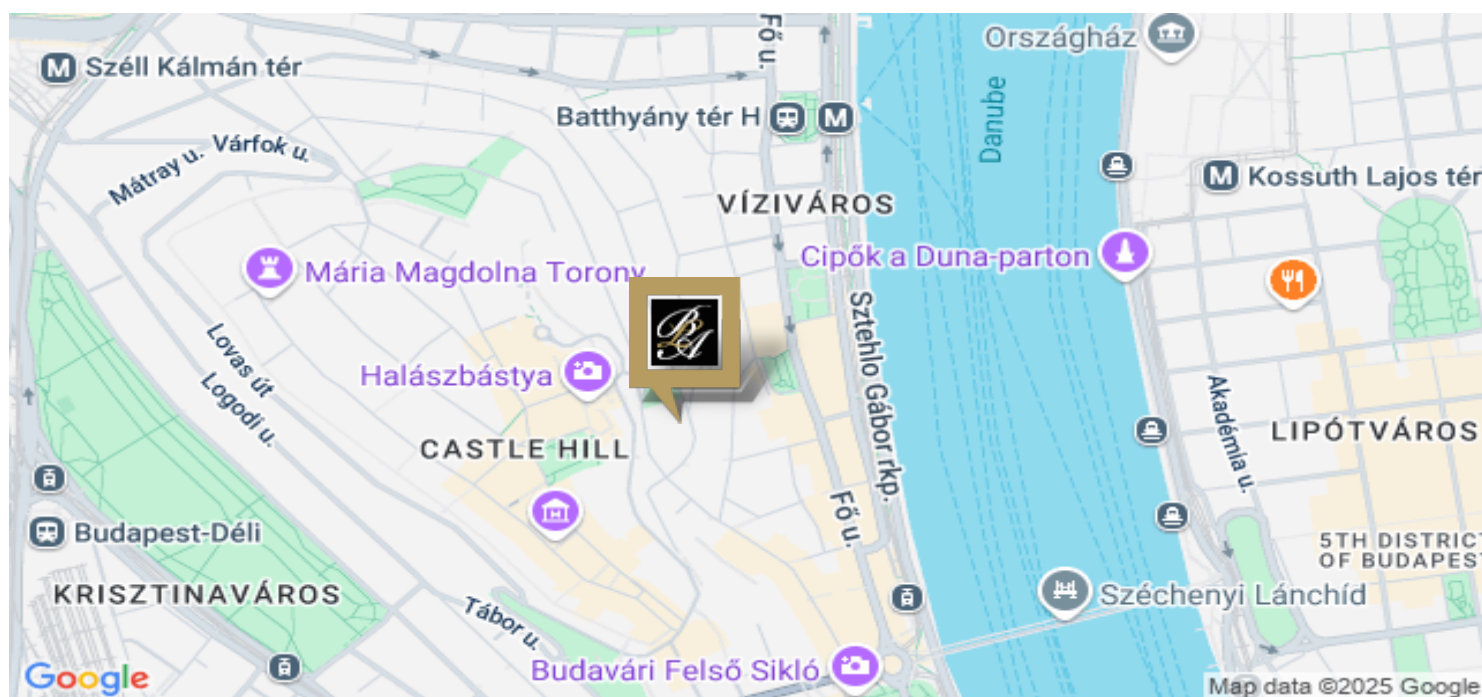 Fő u.
Országház
M Széll Kálmán tér
Danube
Batthyány tér H M
Várfok u.
Mátray u.
M Kossuth Lajos tér
VÍZIVÁROS
Cipők a Duna-parton
Mária Magdolna Torony
Sztehlo Gábor rkp.
BLA
Lovas út
Halászbástya
Logodi u.
Akadémia u.
CASTLE HILL
LIPÓTVÁROS
Fő u.
Budapest-Déli
5TH DISTRICT
OF BUDAPEST
KRISZTINAVÁROS
Széchenyi Lánchíd
Tábor u.
Budavári Felső Sikló
Google
Map data ©2025 Google